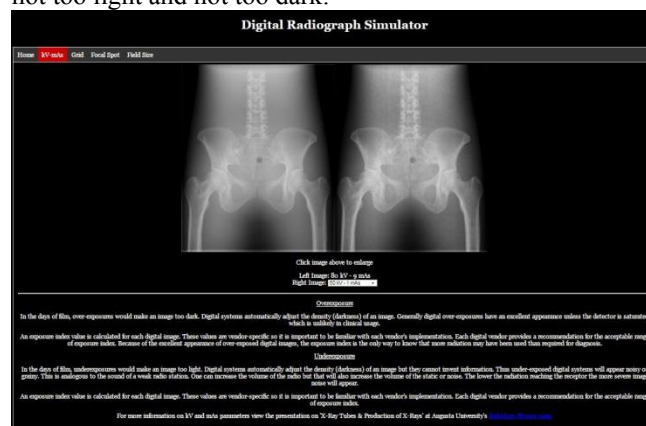 not too light and not too dark.
Digital Radiograph Simulator
Home kV-mAs Grid Focal Spot Field Size
Click image above to enlarge
Left Image: 80 kV - 9 mAs
Right Image:
Overexposure
In the days of film, over-exposures would make an image too dark. Digital systems automatically adjust the density (darkness) of an image. Generally digital over-exposures have an excellent appearance unless the detector is saturated
which is unlikely in clinical usage.
An exposure index value is calculated for each digital image. These values are vendor-specific so it is important to be familiar with each vendor's implementation. Each digital vendor provides a recommendation for the acceptable range
of exposure index. Because of the excellent appearance of over-exposed digital images, the exposure index is the only way to know that more radiation may have been used than required for diagnosis.
Underexposure
In the days of film, underexposures would make an image too light. Digital systems automatically adjust the density (darkness) of an image but they cannot invent information. Thus under-exposed digital systems will appear noisy or
grainy. This is analogous to the sound of a weak radio station. One can increase the volume of the radio but that will also increase the volume of the static or noise. The lower the radiation reaching the receptor the more severe image
noise will appear.
An exposure index value is calculated for each digital image. These values are vendor-specific so it is important to be familiar with each vendor's implementation. Each digital vendor provides a recommendation for the acceptable range
of exposure index.
For more information on kV and mAs parameters view the presentation on 'X-Ray Tubes & Production of X-Rays' at Augusta University's